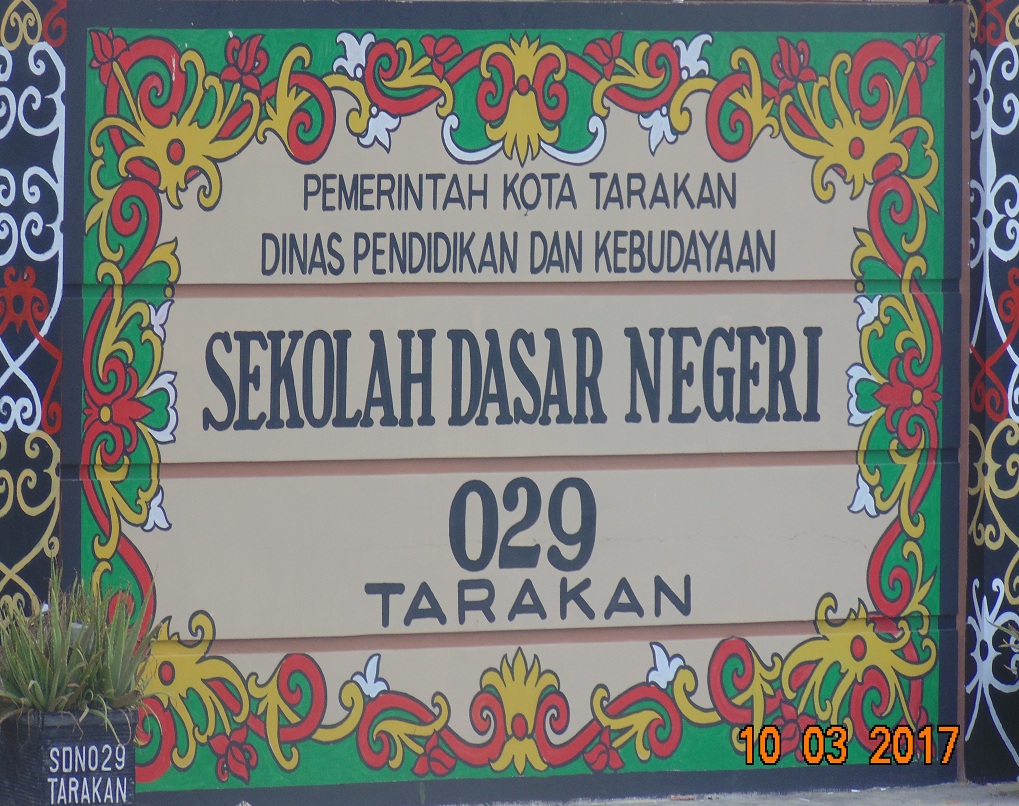 PEMERINTAH KOTA TARAKAN
DINAS PENDIDIKAN DAN KEBUDAYAAN
SEKOLAH DASAR NEGERI
029
TARAKAN
SDN029
TARAKAN
10 03 2017